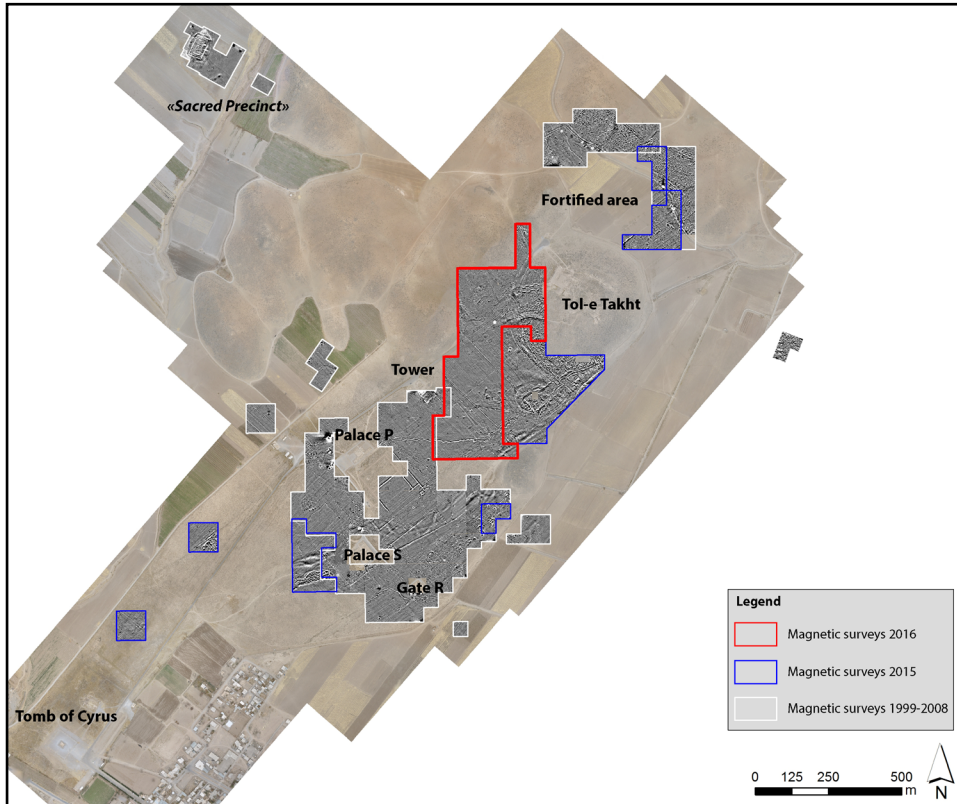 «Sacred Precinct»
Fortified area
Tol-e Takht
Tower
Palace P
Palace S
Gate R
Tomb of Cyrus
Legend
Magnetic surveys 2016
Magnetic surveys 2015
Magnetic surveys 1999-2008
0 125 250 500
m
N